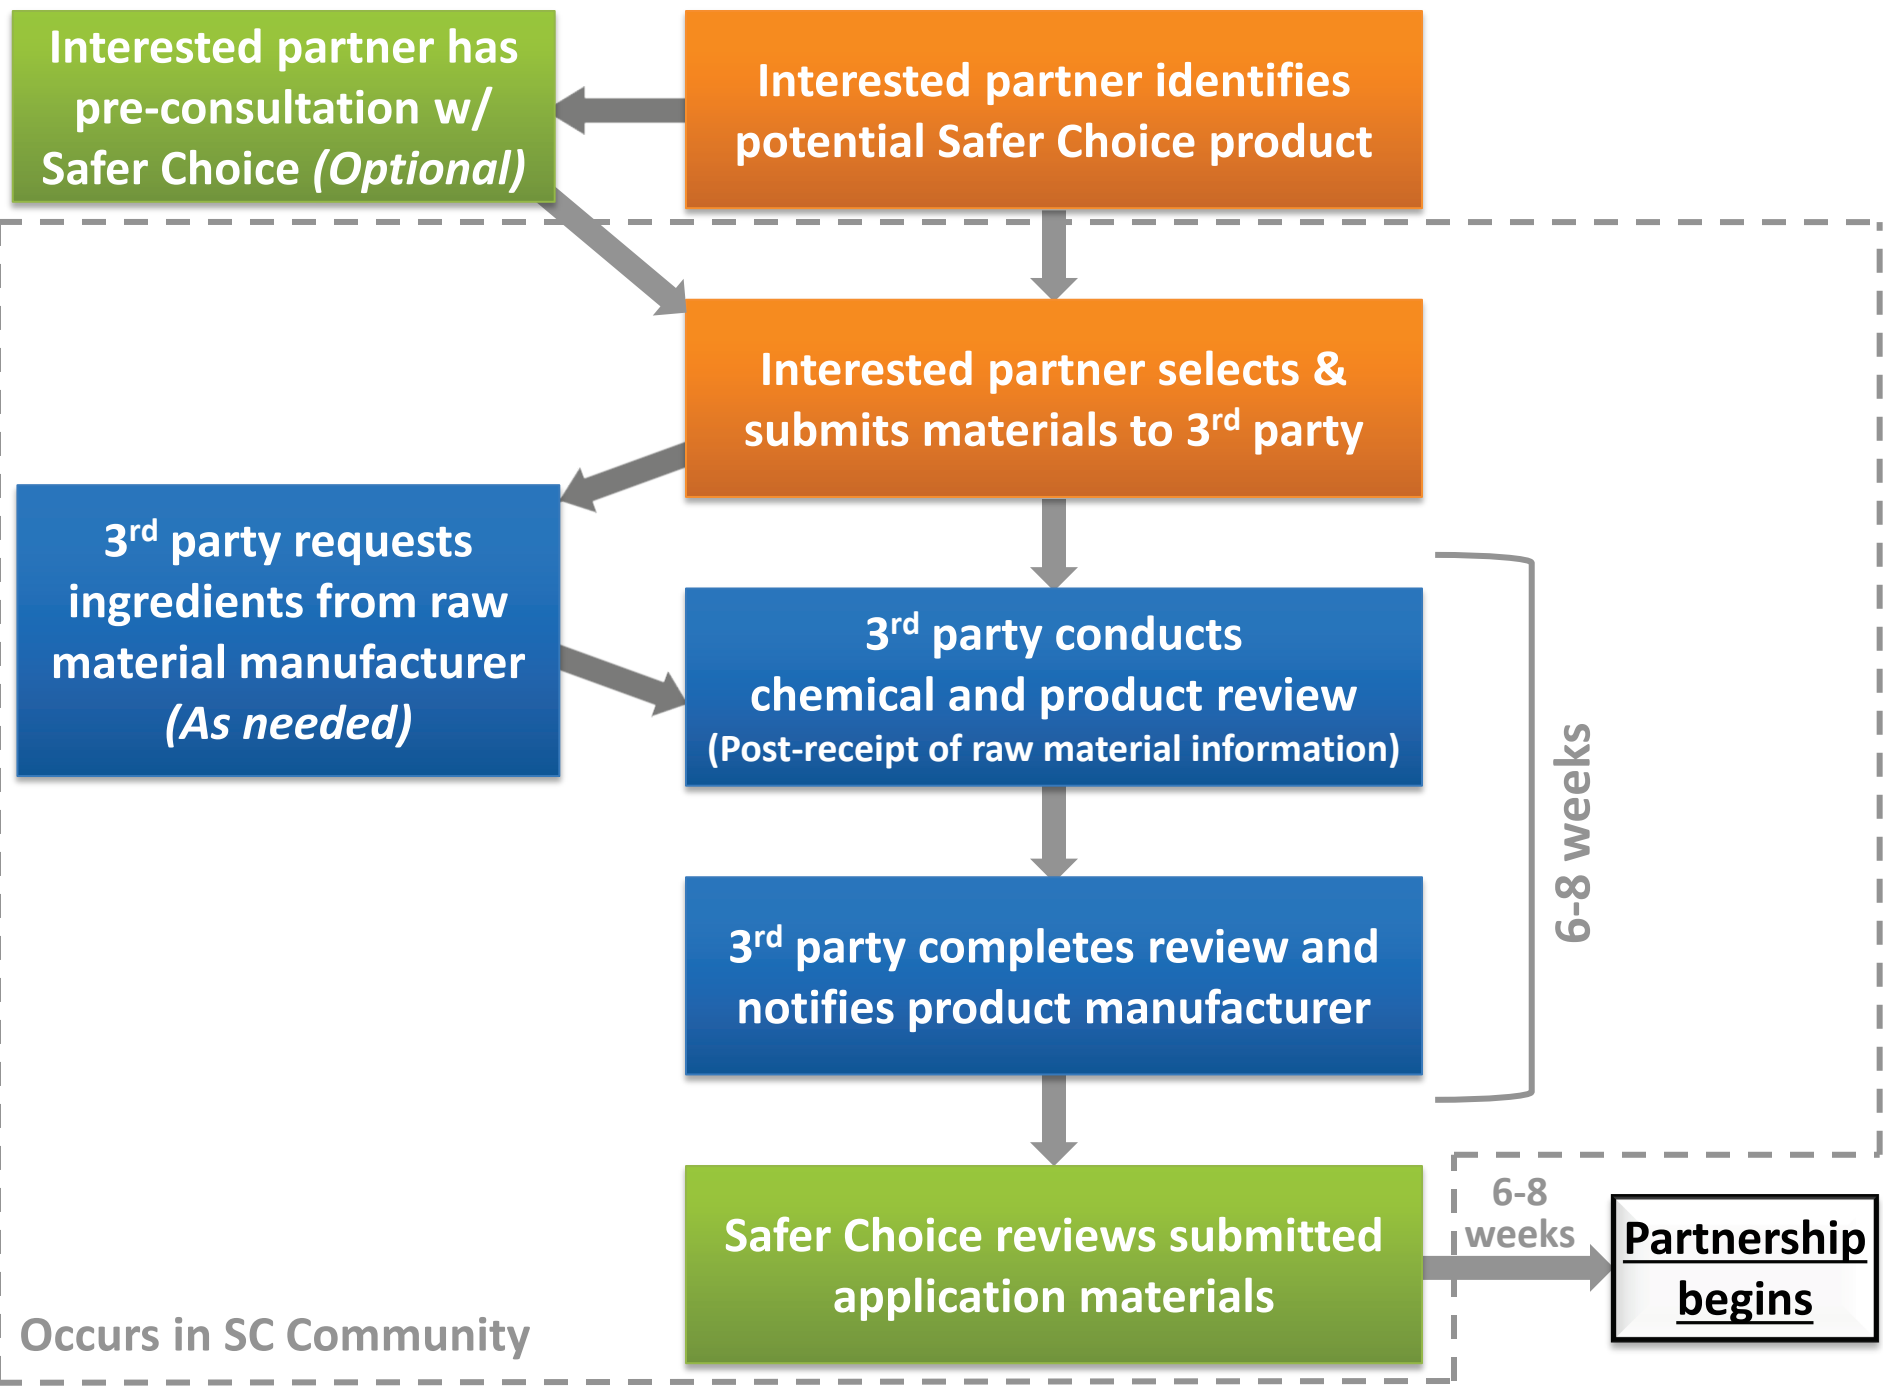 Interested partner has
pre-consultation w/
Safer Choice (Optional)
Interested partner identifies
potential Safer Choice product
Interested partner selects &
submits materials to 3rd party
3rd party requests
ingredients from raw
material manufacturer
(As needed)
3rd party conducts
chemical and product review
(Post-receipt of raw material information)
6-8 weeks
3rd party completes review and
notifies product manufacturer
Safer Choice reviews submitted
application materials
6-8
weeks
Partnership
begins
Occurs in SC Community